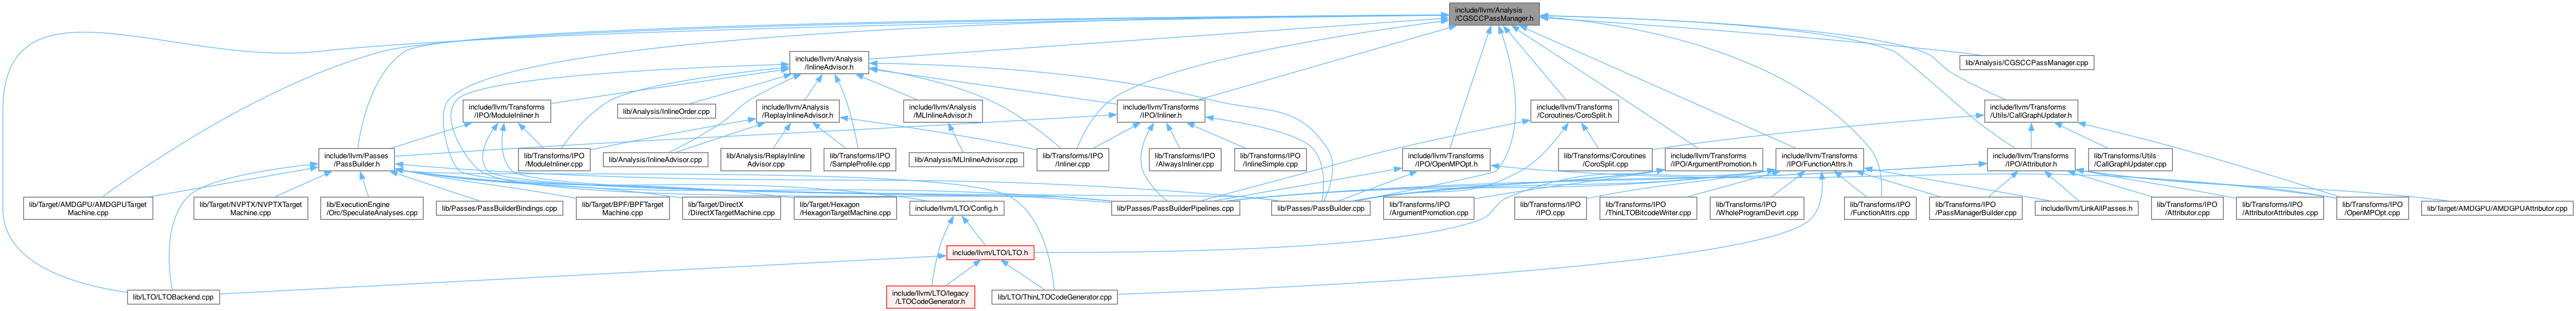 include/llvm/Analysis
/CGSCCPassManager.h
include/llvm/Analysis
/InlineAdvisor.h
lib/Analysis/CGSCCPassManager.cpp
include/llvm/Transforms
/IPO/ModuleInliner.h
lib/Analysis/InlineOrder.cpp
include/llvm/Analysis
/ReplayInlineAdvisor.h
include/llvm/Analysis
/MLInlineAdvisor.h
include/llvm/Transforms
/IPO/Inliner.h
include/llvm/Transforms
/Coroutines/CoroSplit.h
include/llvm/Transforms
/Utils/CallGraphUpdater.h
include/llvm/Passes
/PassBuilder.h
lib/Transforms/IPO
/ModuleInliner.cpp
lib/Analysis/InlineAdvisor.cpp
lib/Analysis/ReplayInline
Advisor.cpp
lib/Transforms/IPO
/SampleProfile.cpp
lib/Analysis/MLInlineAdvisor.cpp
lib/Transforms/IPO
/Inliner.cpp
lib/Transforms/IPO
/AlwaysInliner.cpp
lib/Transforms/IPO
/InlineSimple.cpp
include/llvm/Transforms
/IPO/OpenMPOpt.h
lib/Transforms/Coroutines
/CoroSplit.cpp
include/llvm/Transforms
/IPO/ArgumentPromotion.h
include/llvm/Transforms
/IPO/FunctionAttrs.h
include/llvm/Transforms
/IPO/Attributor.h
lib/Transforms/Utils
/CallGraphUpdater.cpp
lib/Target/AMDGPU/AMDGPUTarget
Machine.cpp
lib/Target/NVPTX/NVPTXTarget
Machine.cpp
lib/ExecutionEngine
/Orc/SpeculateAnalyses.cpp
lib/Passes/PassBuilderBindings.cpp
lib/Target/BPF/BPFTarget
Machine.cpp
lib/Target/DirectX
/DirectXTargetMachine.cpp
lib/Target/Hexagon
/HexagonTargetMachine.cpp
include/llvm/LTO/Config.h
lib/Passes/PassBuilderPipelines.cpp
lib/Passes/PassBuilder.cpp
lib/Transforms/IPO
/ArgumentPromotion.cpp
lib/Transforms/IPO
/IPO.cpp
lib/Transforms/IPO
/ThinLTOBitcodeWriter.cpp
lib/Transforms/IPO
/WholeProgramDevirt.cpp
lib/Transforms/IPO
/FunctionAttrs.cpp
lib/Transforms/IPO
/PassManagerBuilder.cpp
include/llvm/LinkAllPasses.h
lib/Transforms/IPO
/Attributor.cpp
lib/Transforms/IPO
/AttributorAttributes.cpp
lib/Transforms/IPO
/OpenMPOpt.cpp
lib/Target/AMDGPU/AMDGPUAttributor.cpp
include/llvm/LTO/LTO.h
lib/LTO/LTOBackend.cpp
include/llvm/LTO/legacy
/LTOCodeGenerator.h
lib/LTO/ThinLTOCodeGenerator.cpp